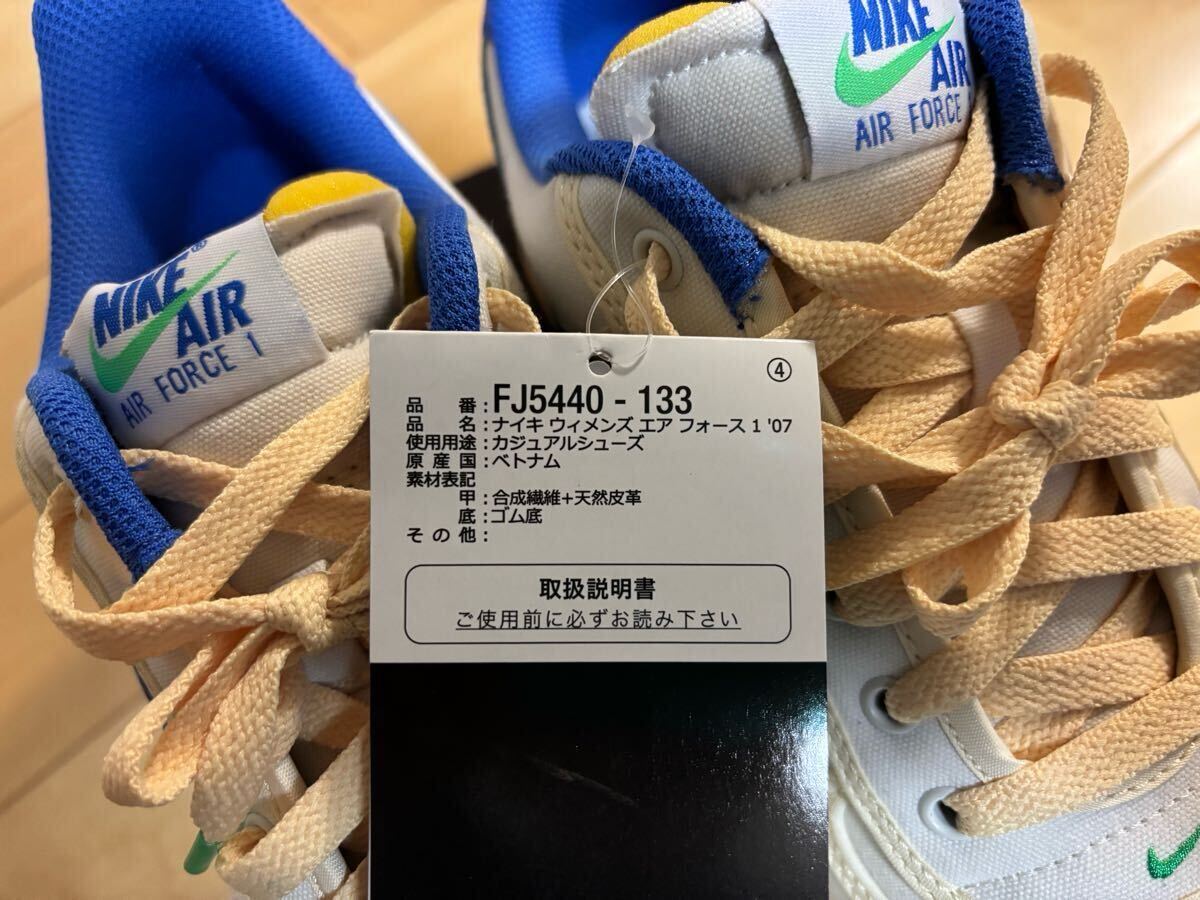 NIKE®
AIR
AIR FORCE 1
NIKE
AIR
AIR FORCE 1
④
品番:FJ5440 - 133
品名:ナイキ ウィメンズ エア フォース 1 '07
使用用途:カジュアルシューズ
原産国:ベトナム
素材表記
甲:合成繊維+天然皮革
底:ゴム底
その他:
取扱説明書
ご使用前に必ずお読み下さい